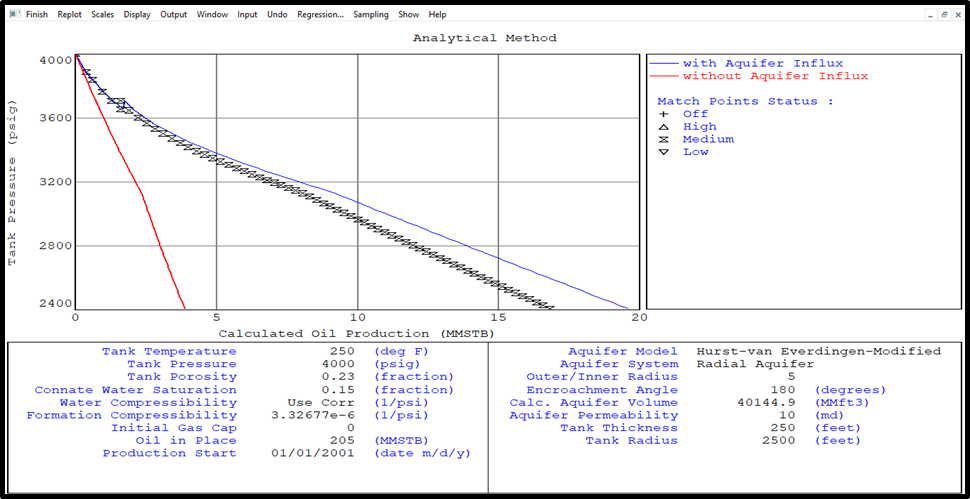 Finish Replot Scales Display Output Window Input Undo Regression... Sampling Show Help
Analytical Method
with Aquifer Influx
without Aquifer Influx
Match Points Status :
Off
High
Medium
Low
Tank Pressure (psig)
4000
3600
3200
2800
2400
0 5 10 15 20
Calculated Oil Production (MMSTB)
Tank Temperature 250 (deg F)
Tank Pressure 4000 (psig)
Tank Porosity 0.23 (fraction)
Connate Water Saturation 0.15 (fraction)
Water Compressibility Use Corr (1/psi)
Formation Compressibility 3.32677e-6 (1/psi)
Initial Gas Cap 0
Oil in Place 205 (MMSTB)
Production Start 01/01/2001 (date m/d/y)
Aquifer Model Hurst-van Everdingen-Modified
Aquifer System Radial Aquifer
Outer/Inner Radius 5
Encroachment Angle 180 (degrees)
Calc. Aquifer Volume 40144.9 (MMft3)
Aquifer Permeability 10 (md)
Tank Thickness 250 (feet)
Tank Radius 2500 (feet)